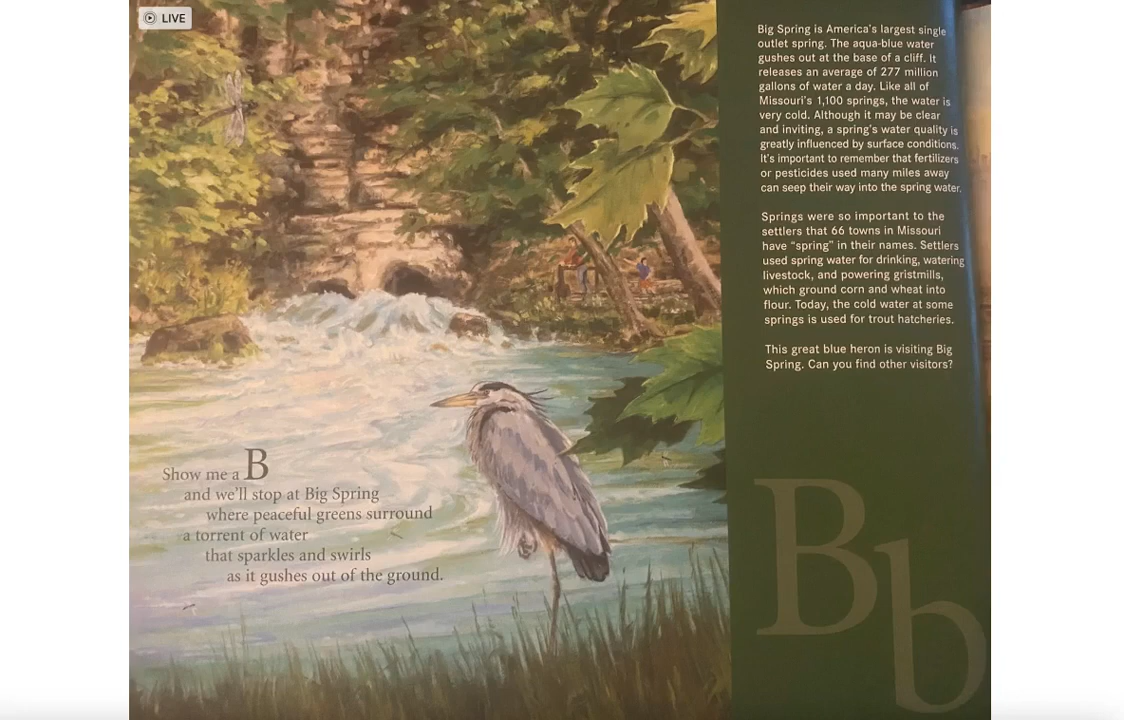 LIVE
Big Spring is America's largest single
outlet spring. The aqua-blue water
gushes out at the base of a cliff. It
releases an average of 277 million
gallons of water a day. Like all of
Missouri's 1,100 springs, the water is
very cold. Although it may be clear
and inviting, a spring's water quality is
greatly influenced by surface conditions.
It's important to remember that fertilizers
or pesticides used many miles away
can seep their way into the spring water.
Springs were so important to the
settlers that 66 towns in Missouri
have "spring" in their names. Settlers
used spring water for drinking, watering
livestock, and powering gristmills,
which ground corn and wheat into
flour. Today, the cold water at some
springs is used for trout hatcheries.
This great blue heron is visiting Big
Spring. Can you find other visitors?
Show me a B
and we'll stop at Big Spring
where peaceful greens surround
a torrent of water
that sparkles and swirls
as it gushes out of the ground.
Bb